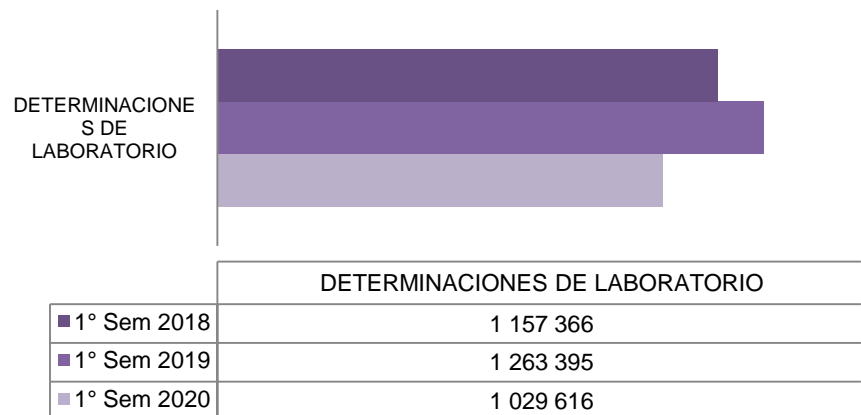 DETERMINACIONE
S DE
LABORATORIO
DETERMINACIONES DE LABORATORIO
1° Sem 2018 1 157 366
1° Sem 2019 1 263 395
1° Sem 2020 1 029 616